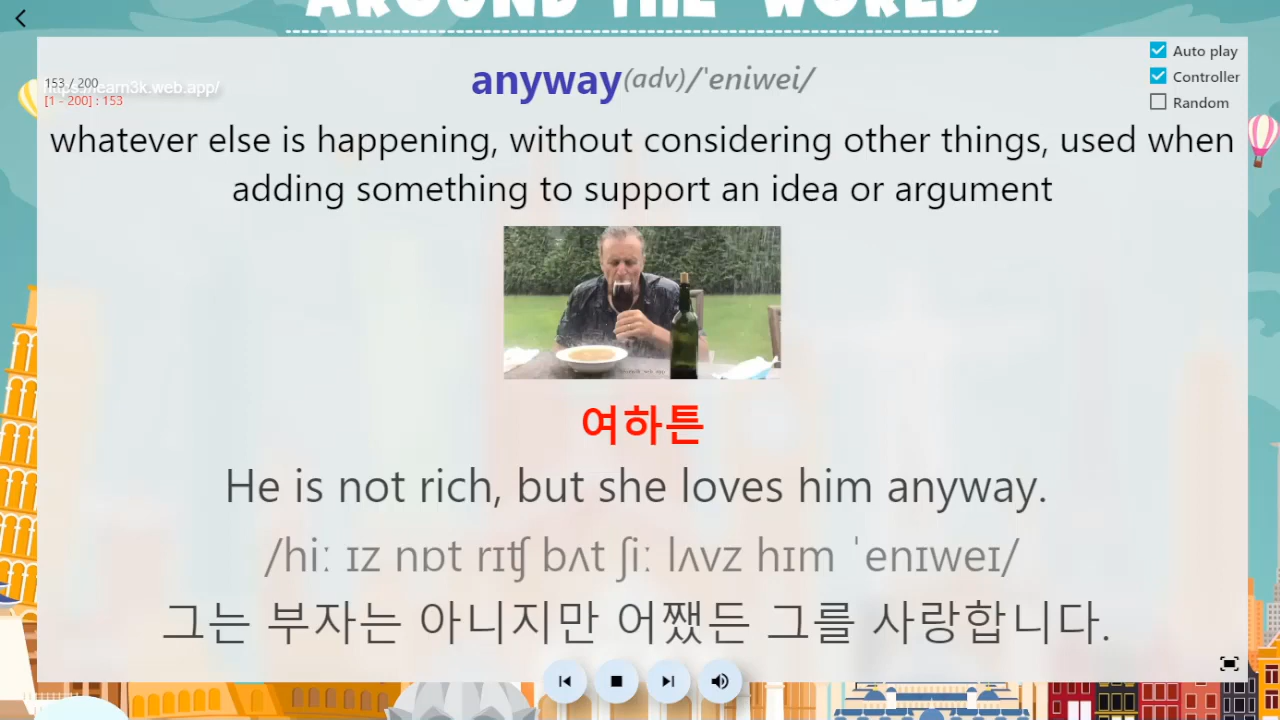 AROUND THE WORLD
Auto play
Controller
Random
153 / 200
https://learn3k.web.app/
[1 - 200] : 153
anyway(adv)/'eniwei/
whatever else is happening, without considering other things, used when
adding something to support an idea or argument
여하튼
He is not rich, but she loves him anyway.
/hiː ɪz nɒt rɪʧ bʌt ʃiː lʌvz hɪm ˈenɪweɪ/
그는 부자는 아니지만 어쨌든 그를 사랑합니다.